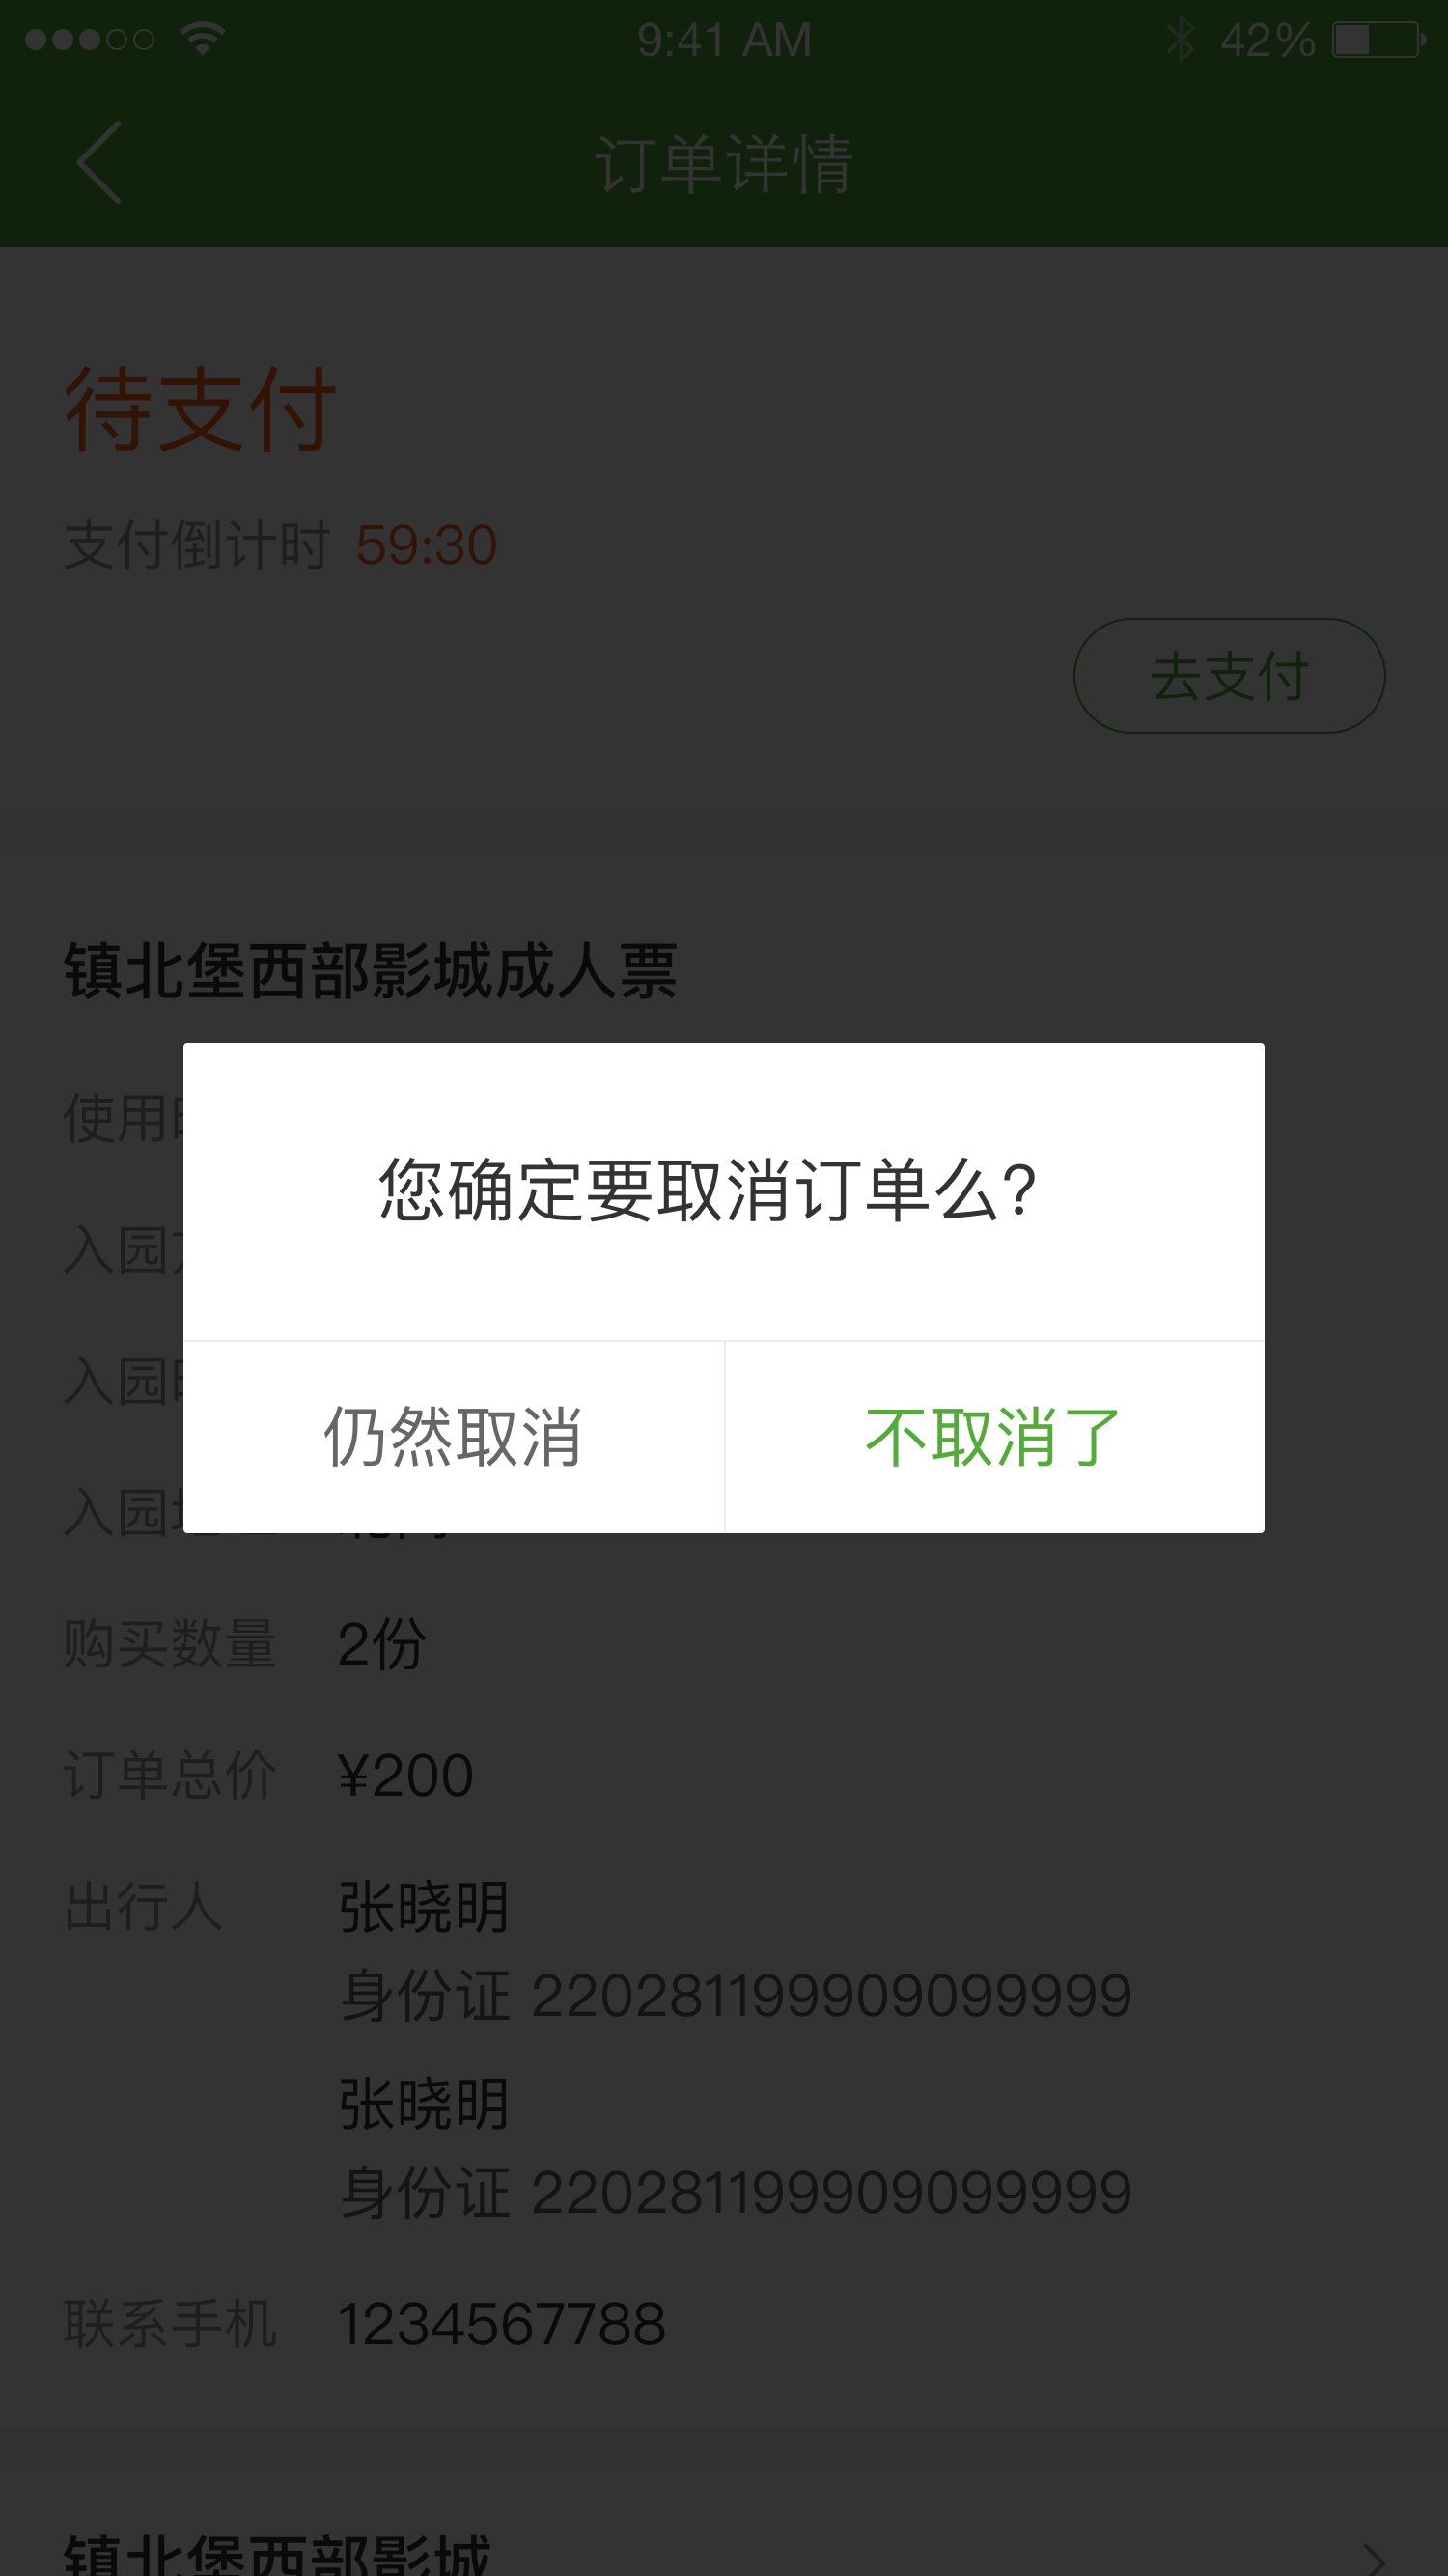 9:41 AM 42%
订单详情
待支付
支付倒计时 59:30
去支付
镇北堡西部影城成人票
使用
您确定要取消订单么?
入园
入园
仍然取消 不取消了
入园
购买数量 2份
订单总价 ¥200
出行人 张晓明
身份证 220281199909099999
张晓明
身份证 220281199909099999
联系手机 1234567788
镇北堡西部影城